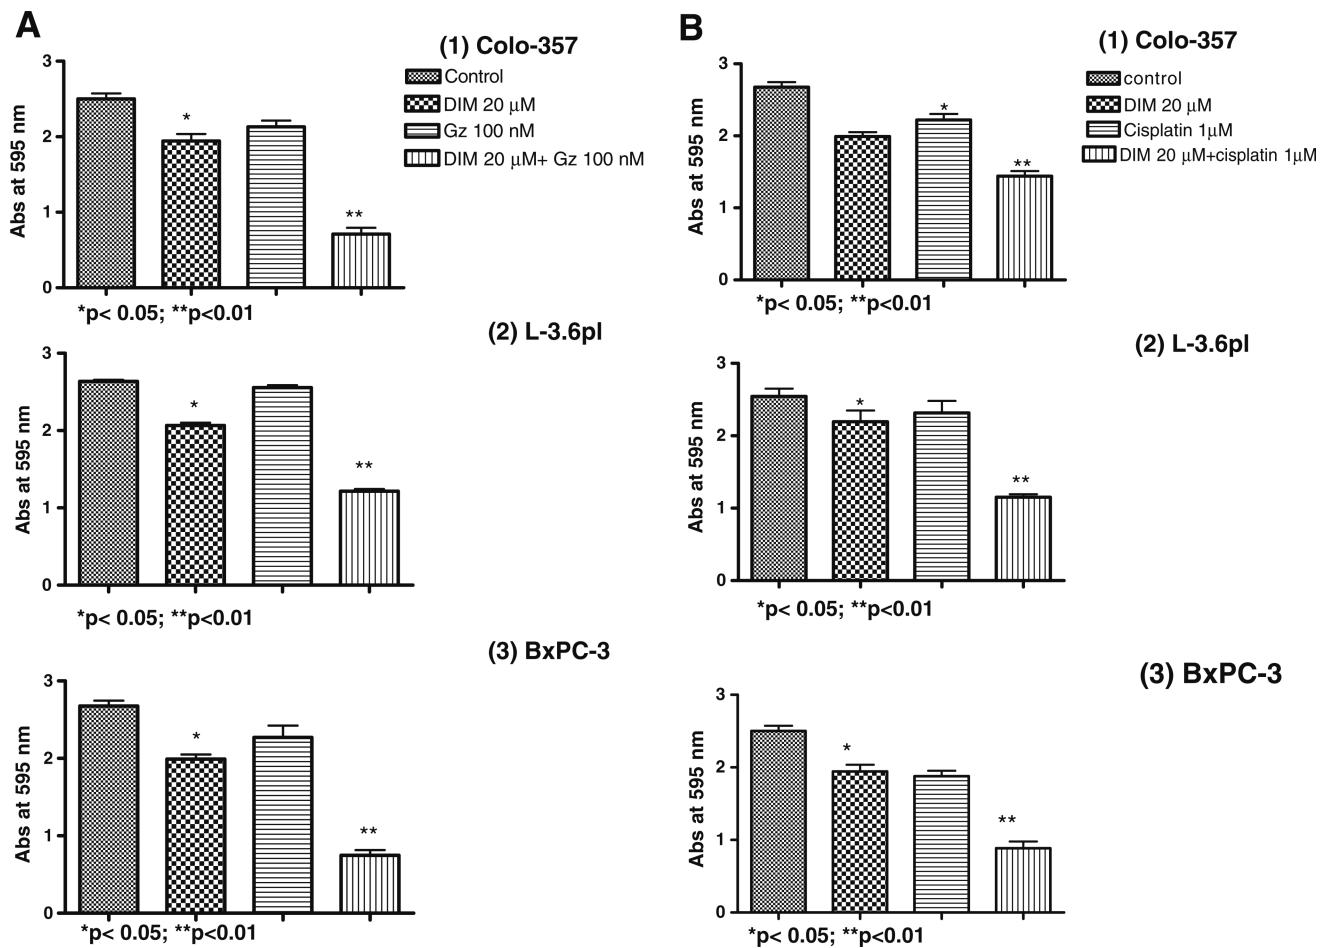 A
(1) Colo-357
Control
DIM 20 µM
Gz 100 nM
DIM 20 µM+ Gz 100 nM
Abs at 595 nm
3
2
1
0
*
**
*p< 0.05; **p<0.01
(2) L-3.6pl
Abs at 595 nm
3
2
1
0
*
**
*p< 0.05; **p<0.01
(3) BxPC-3
Abs at 595 nm
3
2
1
0
*
**
*p< 0.05; **p<0.01
B
(1) Colo-357
control
DIM 20 µM
Cisplatin 1µM
DIM 20 µM+cisplatin 1µM
Abs at 595 nm
3
2
1
0
*
**
*p< 0.05; **p<0.01
(2) L-3.6pl
Abs at 595 nm
3
2
1
0
*
**
*p< 0.05; **p<0.01
(3) BxPC-3
Abs at 595 nm
3
2
1
0
*
**
*p< 0.05; **p<0.01